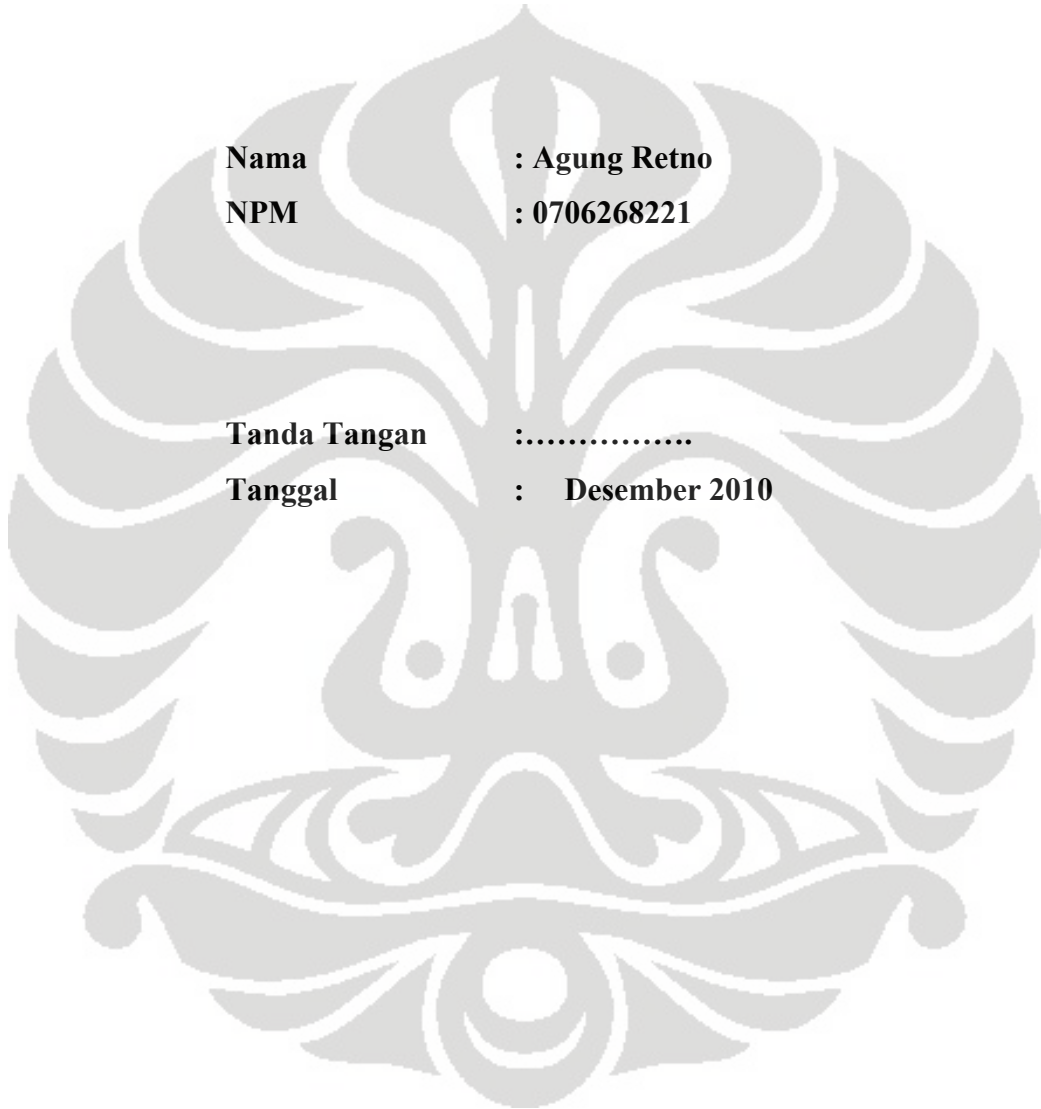 Nama : Agung Retno
NPM : 0706268221
Tanda Tangan :................
Tanggal : Desember 2010